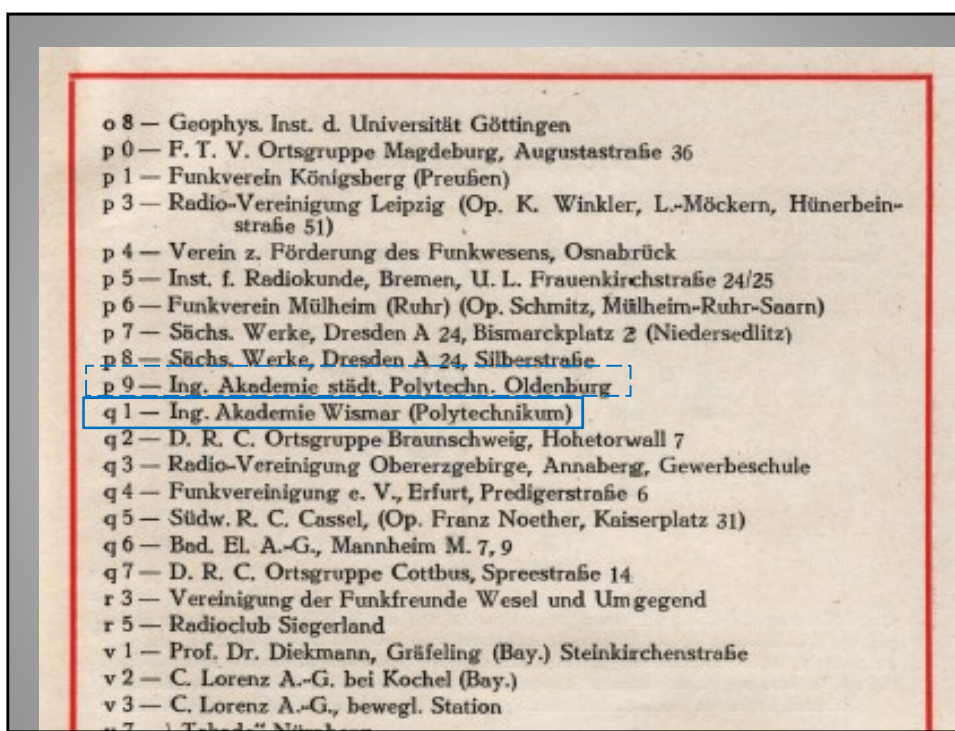 o 8 — Geophys. Inst. d. Universität Göttingen
p 0 — F. T. V. Ortsgruppe Magdeburg, Augustastraße 36
p 1 — Funkverein Königsberg (Preußen)
p 3 — Radio-Vereinigung Leipzig (Op. K. Winkler, L.-Möckern, Hünerbein-
straße 51)
p 4 — Verein z. Förderung des Funkwesens, Osnabrück
p 5 — Inst. f. Radiokunde, Bremen, U. L. Frauenkirchstraße 24/25
p 6 — Funkverein Mülheim (Ruhr) (Op. Schmitz, Mülheim-Ruhr-Saarn)
p 7 — Sächs. Werke, Dresden A 24, Bismarckplatz 2 (Niedersedlitz)
p 8 — Sächs. Werke, Dresden A 24, Silberstraße
p 9 — Ing. Akademie städt. Polytechn. Oldenburg
q 1 — Ing. Akademie Wismar (Polytechnikum)
q 2 — D. R. C. Ortsgruppe Braunschweig, Hohetorwall 7
q 3 — Radio-Vereinigung Obererzgebirge, Annaberg, Gewerbeschule
q 4 — Funkvereinigung e. V., Erfurt, Predigerstraße 6
q 5 — Südw. R. C. Cassel, (Op. Franz Noether, Kaiserplatz 31)
q 6 — Bad. El. A.-G., Mannheim M. 7, 9
q 7 — D. R. C. Ortsgruppe Cottbus, Spreestraße 14
r 3 — Vereinigung der Funkfreunde Wesel und Umgegend
r 5 — Radioclub Siegerland
v 1 — Prof. Dr. Diekmann, Gräfeling (Bay.) Steinkirchenstraße
v 2 — C. Lorenz A.-G. bei Kochel (Bay.)
v 3 — C. Lorenz A.-G., bewegl. Station